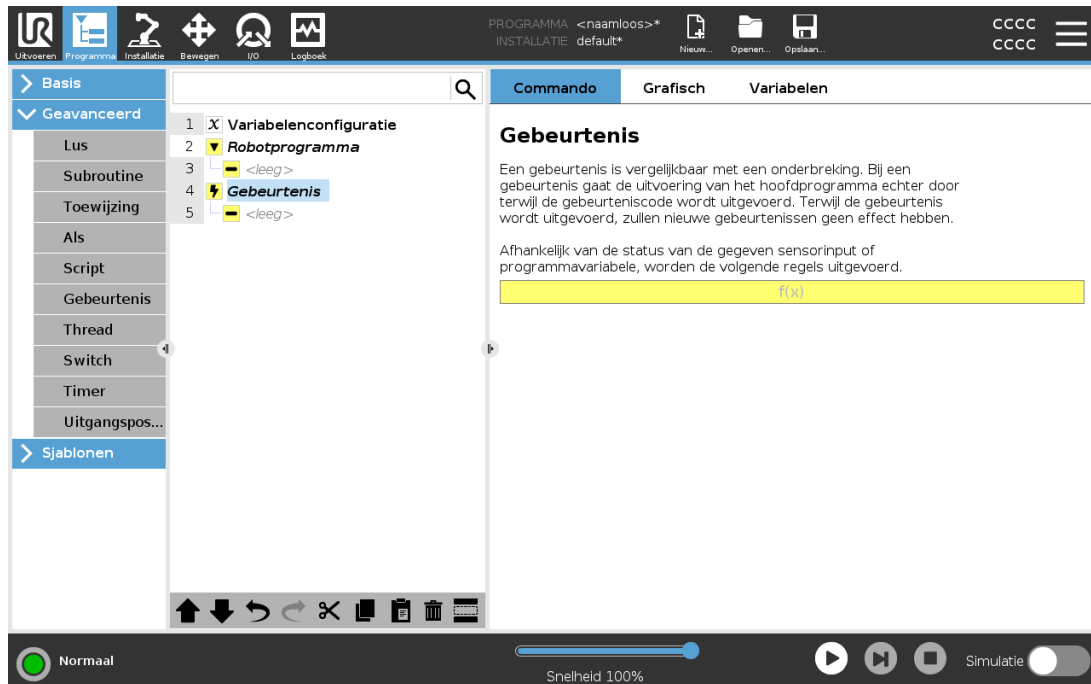 PROGRAMMA <naamloos>*
INSTALLATIE default*
Uitvoeren Programma Installatie Bewegen I/O Logboek
Nieuw... Openen... Opslaan...
CCCC
CCCC
Basis
Geavanceerd
Lus
Subroutine
Toewijzing
Als
Script
Gebeurtenis
Thread
Switch
Timer
Uitgangspos...
Sjablonen
1 X Variabelenconfiguratie
2 Robotprogramma
3 <leeg>
4 Gebeurtenis
5 <leeg>
Commando Grafisch Variabelen
Gebeurtenis
Een gebeurtenis is vergelijkbaar met een onderbreking. Bij een
gebeurtenis gaat de uitvoering van het hoofdprogramma echter door
terwijl de gebeurteniscode wordt uitgevoerd. Terwijl de gebeurtenis
wordt uitgevoerd, zullen nieuwe gebeurtenissen geen effect hebben.
Afhankelijk van de status van de gegeven sensorinput of
programmavariabele, worden de volgende regels uitgevoerd.
f(x)
Normaal
Snelheid 100%
Simulatie